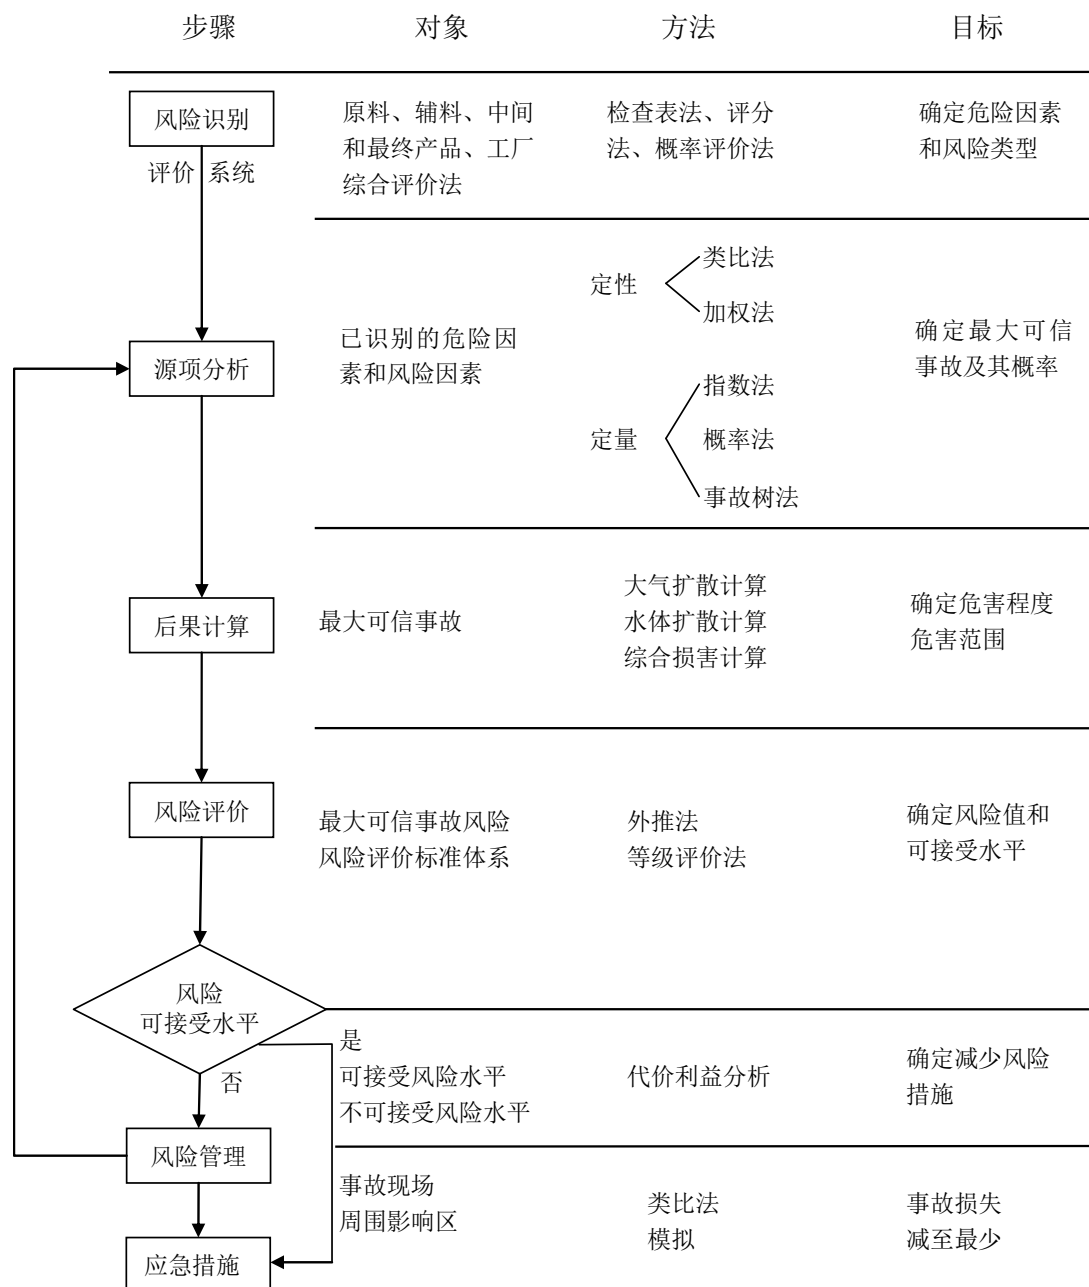 步骤 对象 方法 目标
风险识别
评价 系统
原料、辅料、中间
和最终产品、工厂
综合评价法
检查表法、评分
法、概率评价法
确定危险因素
和风险类型
源项分析
已识别的危险因
素和风险因素
定性
类比法
加权法
定量
指数法
概率法
事故树法
确定最大可信
事故及其概率
后果计算
最大可信事故
大气扩散计算
水体扩散计算
综合损害计算
确定危害程度
危害范围
风险评价
最大可信事故风险
风险评价标准体系
外推法
等级评价法
确定风险值和
可接受水平
风险
可接受水平
是
否
可接受风险水平
不可接受风险水平
代价利益分析
确定减少风险
措施
风险管理
事故现场
周围影响区
类比法
模拟
事故损失
减至最少
应急措施